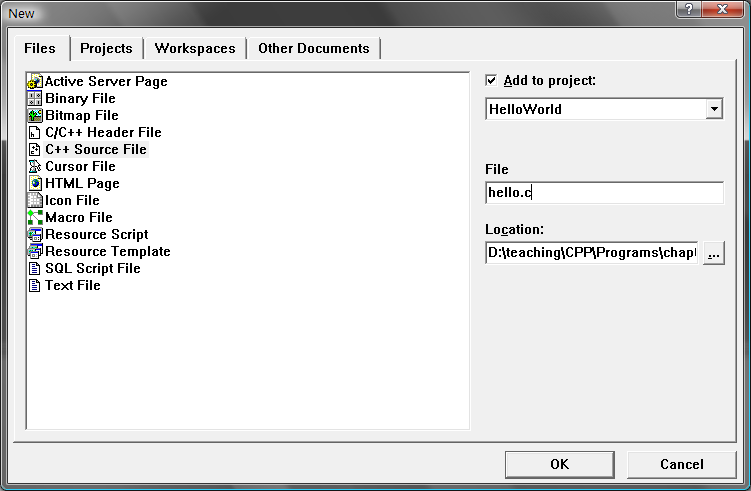 New
Files Projects Workspaces Other Documents
Active Server Page
Binary File
Bitmap File
C/C++ Header File
C++ Source File
Cursor File
HTML Page
Icon File
Macro File
Resource Script
Resource Template
SQL Script File
Text File
Add to project:
HelloWorld
File
hello.c
Location:
D:\teaching\CPP\Programs\chap
...
OK Cancel